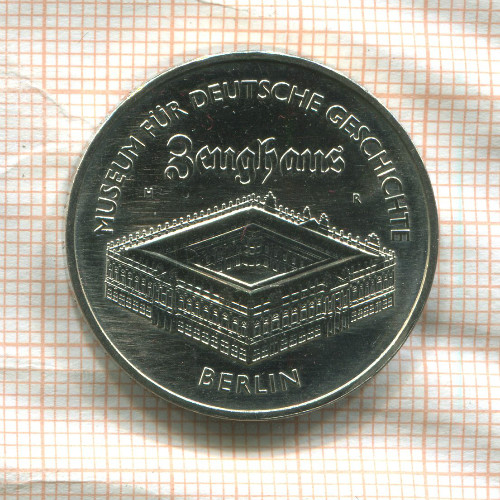 MUSEUM FÜR DEUTSCHE GESCHICHTE
Zeughaus
H R
BERLIN